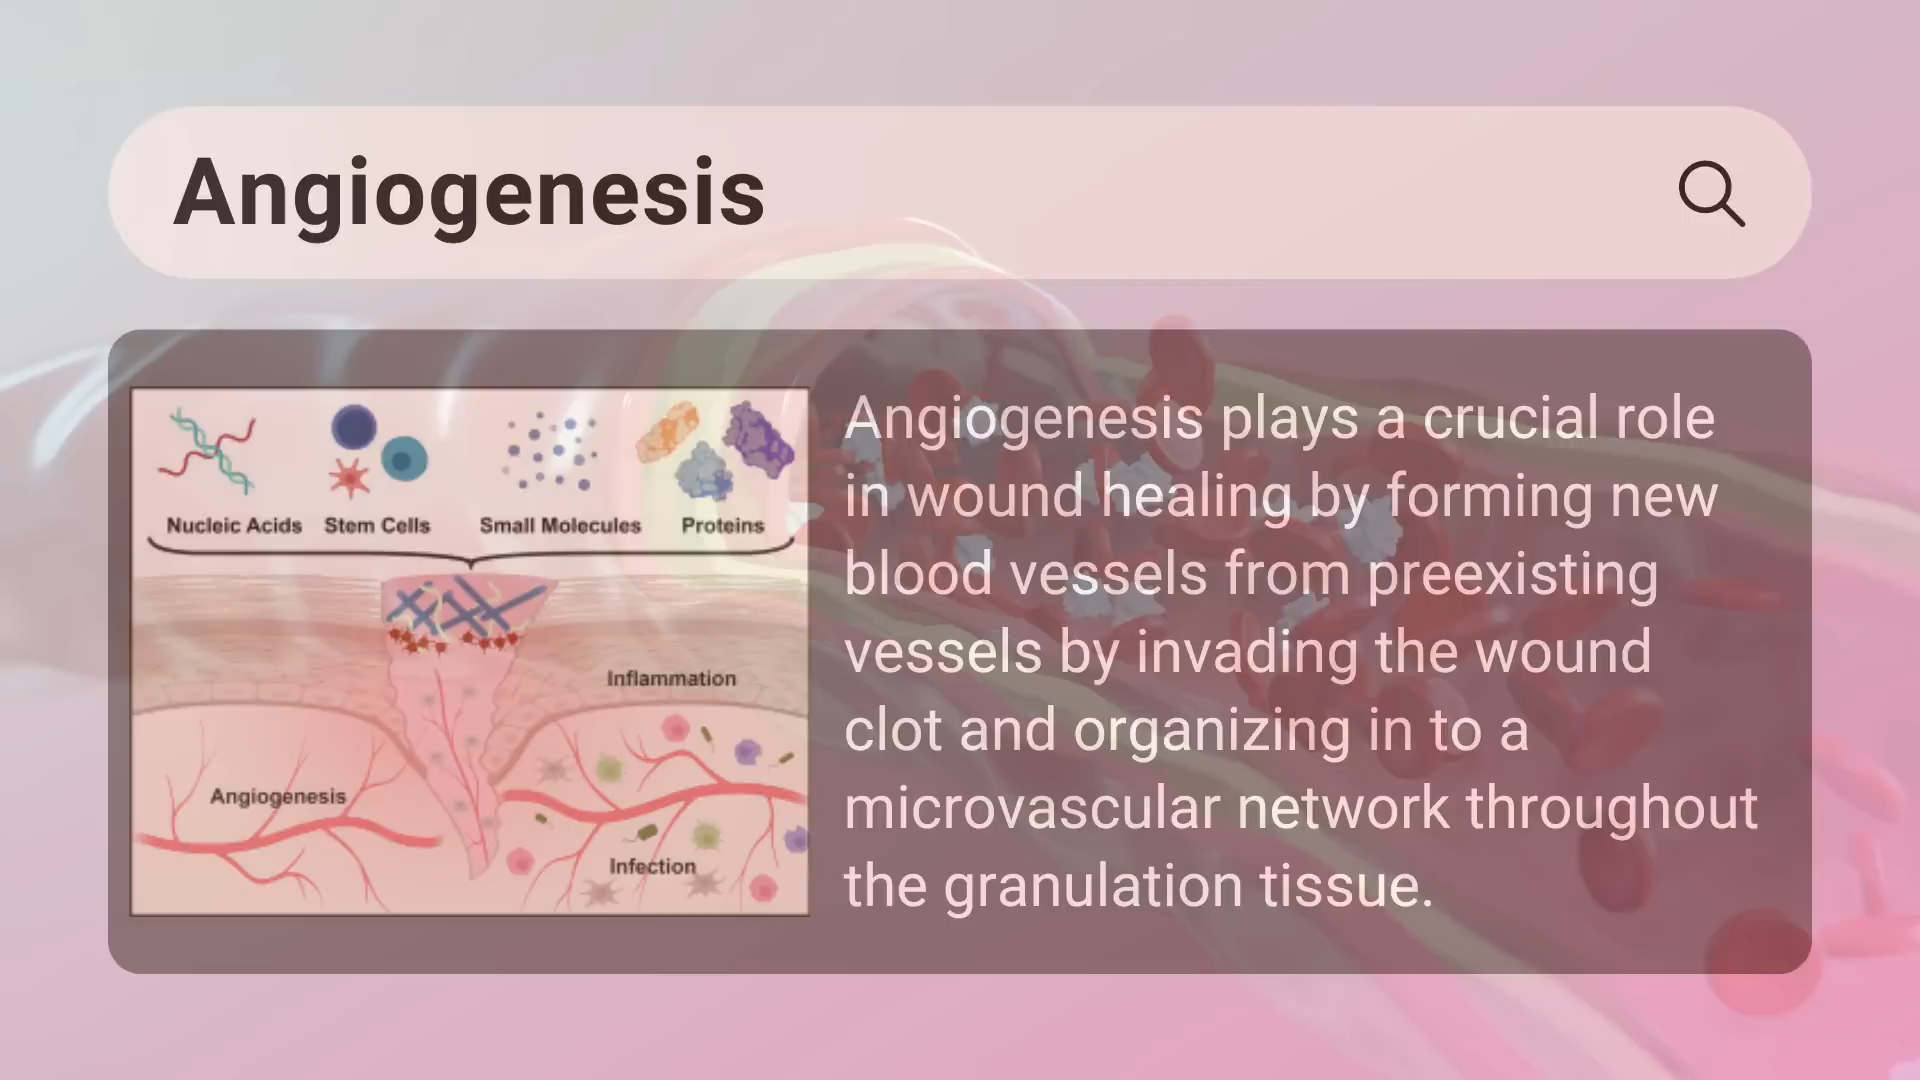 Angiogenesis
Nucleic Acids Stem Cells Small Molecules Proteins
Inflammation
Angiogenesis
Infection
Angiogenesis plays a crucial role
in wound healing by forming new
blood vessels from preexisting
vessels by invading the wound
clot and organizing in to a
microvascular network throughout
the granulation tissue.